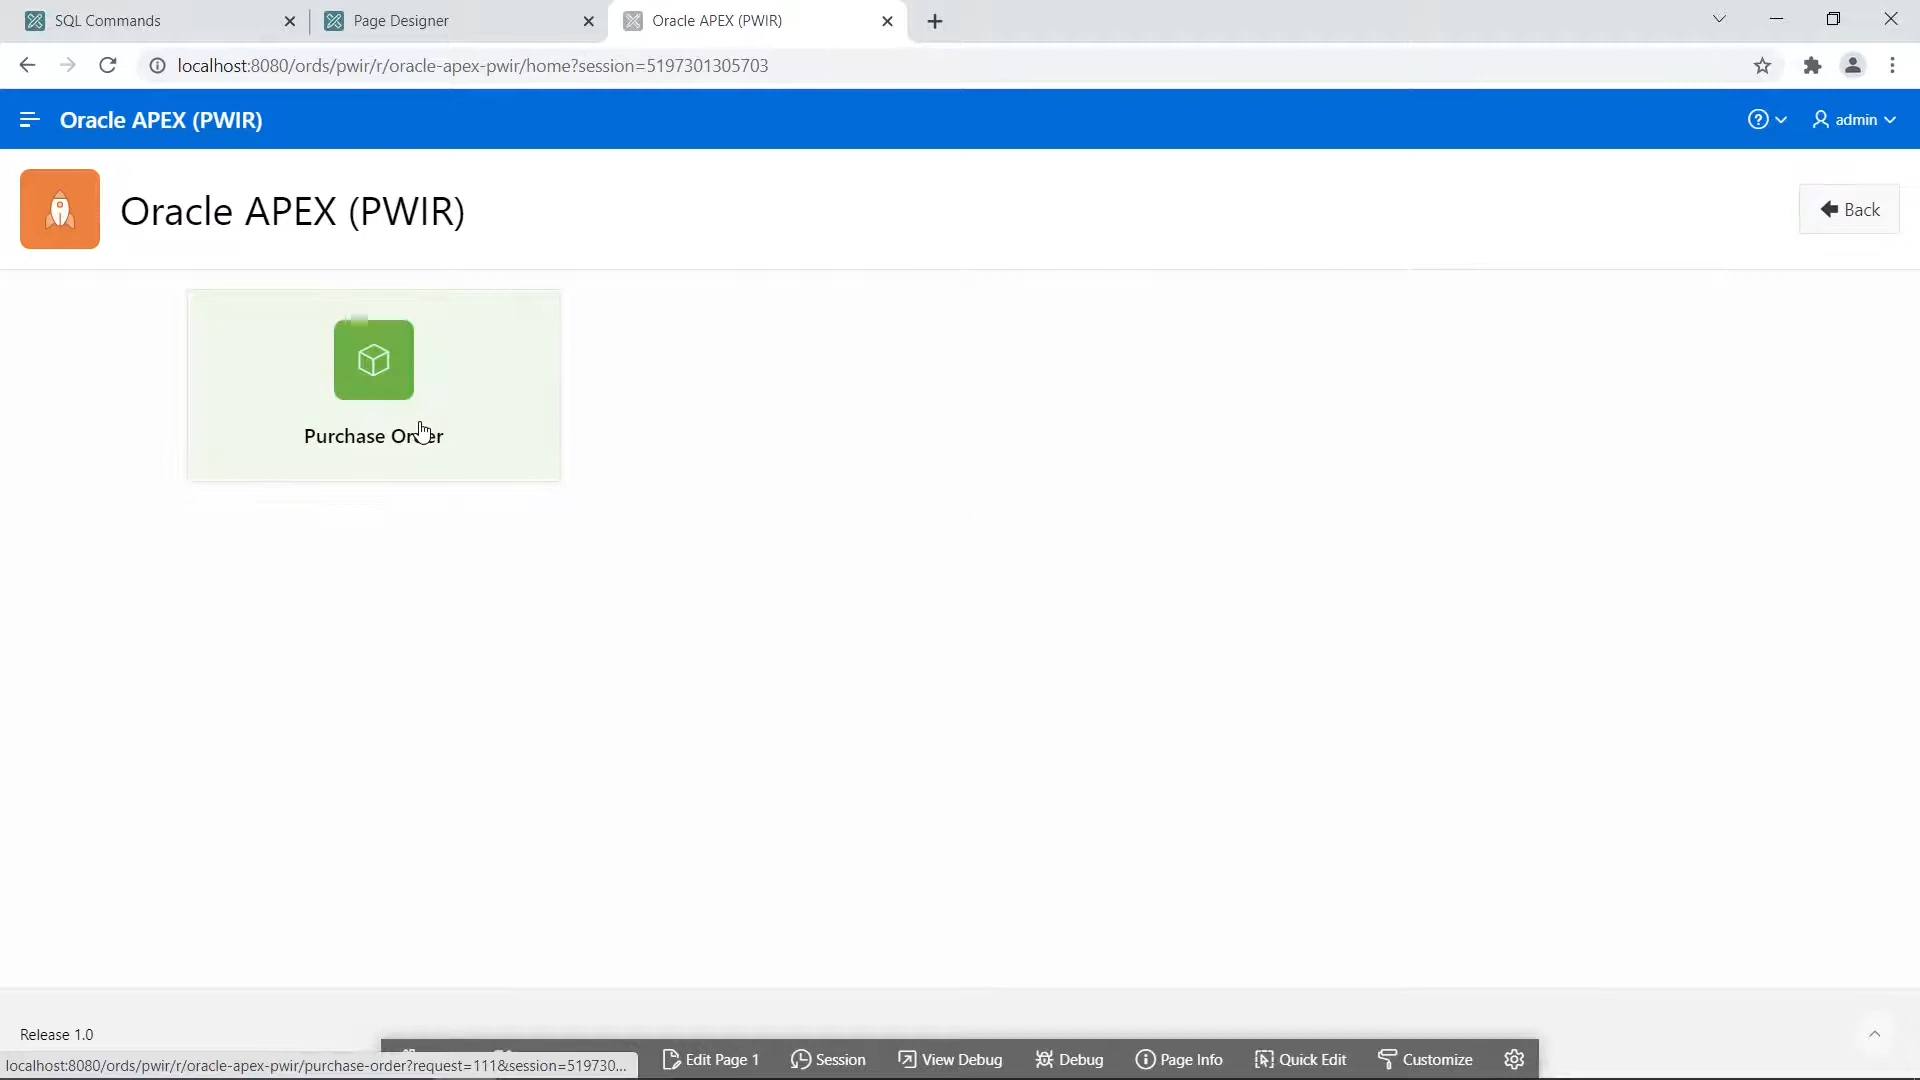 SQL Commands
Page Designer
Oracle APEX (PWIR)
localhost:8080/ords/pwir/r/oracle-apex-pwir/home?session=5197301305703
Oracle APEX (PWIR)
admin
Oracle APEX (PWIR)
Back
Purchase Order
Release 1.0
localhost:8080/ords/pwir/r/oracle-apex-pwir/purchase-order?request=111&session=519730...
Edit Page 1
Session
View Debug
Debug
Page Info
Quick Edit
Customize